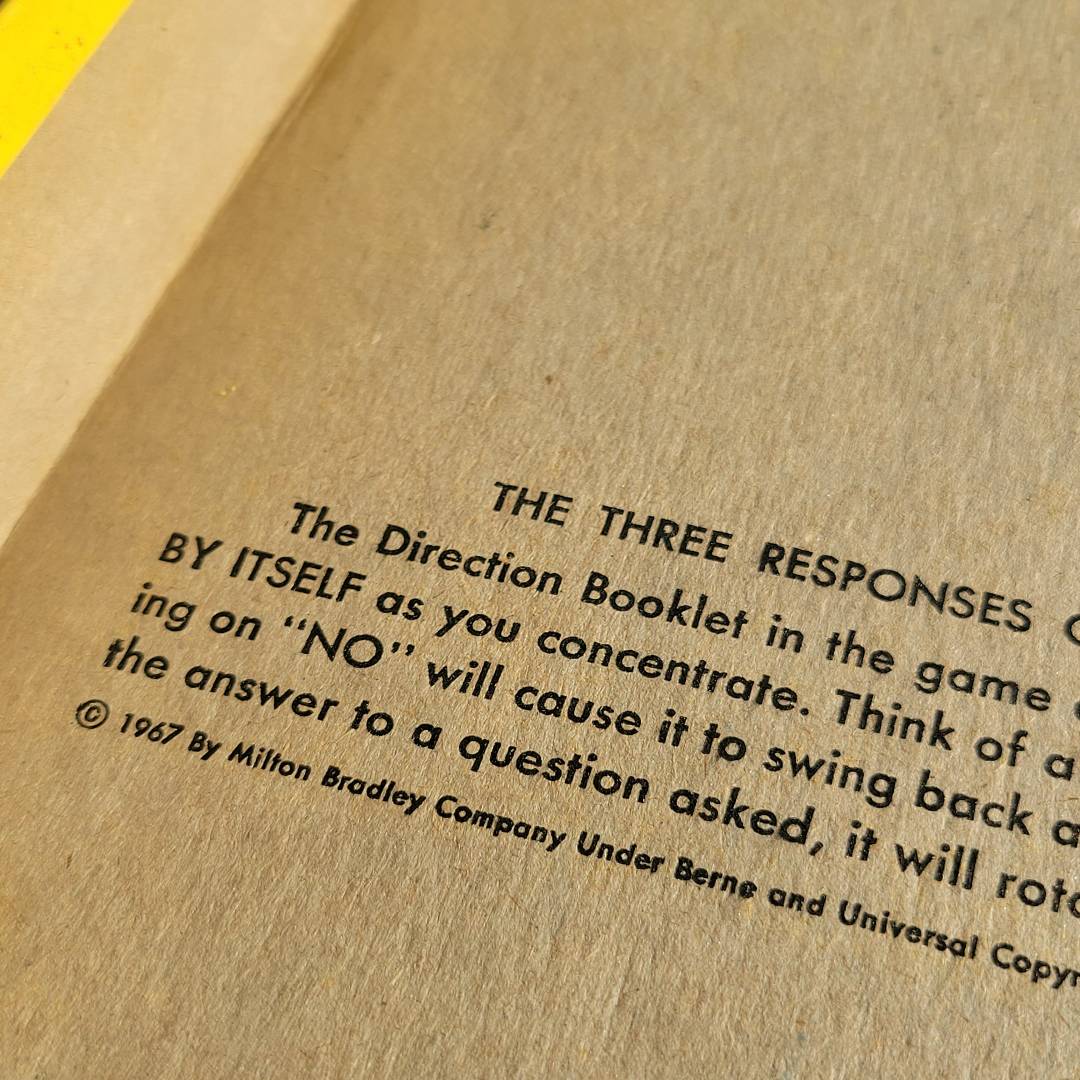 THE THREE RESPONSES
The Direction Booklet in the game
BY ITSELF as you concentrate. Think of a
ing on “NO” will cause it to swing back
the answer to a question asked, it will
© 1967 By Milton Bradley Company Under Berne and Universal